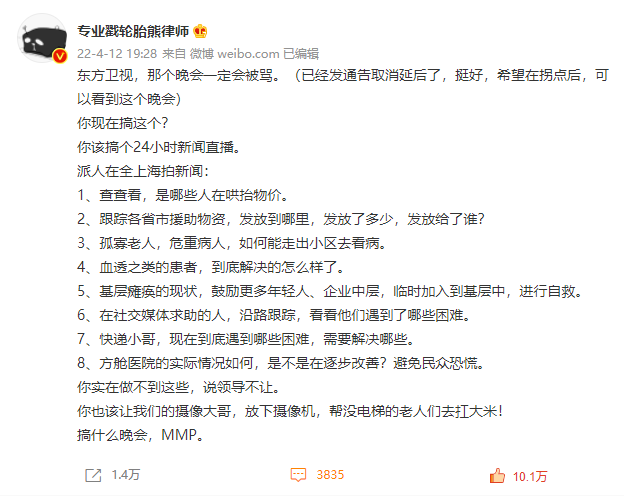 专业戳轮胎熊律师
22-4-12 19:28 来自 微博 weibo.com 已编辑
东方卫视，那个晚会一定会被骂。（已经发通告取消延后了，挺好，希望在拐点后，可
以看到这个晚会）
你现在搞这个？
你该搞个24小时新闻直播。
派人在全上海拍新闻：
1、查查看，是哪些人在哄抬物价。
2、跟踪各省市援助物资，发放到哪里，发放了多少，发放给了谁？
3、孤寡老人，危重病人，如何能走出小区去看病。
4、血透之类的患者，到底解决的怎么样了。
5、基层瘫痪的现状，鼓励更多年轻人、企业中层，临时加入到基层中，进行自救。
6、在社交媒体求助的人，沿路跟踪，看看他们遇到了哪些困难。
7、快递小哥，现在到底遇到哪些困难，需要解决哪些。
8、方舱医院的实际情况如何，是不是在逐步改善？避免民众恐慌。
你实在做不到这些，说领导不让。
你也该让我们的摄像大哥，放下摄像机，帮没电梯的老人们去扛大米！
搞什么晚会，MMP。
1.4万 3835 10.1万